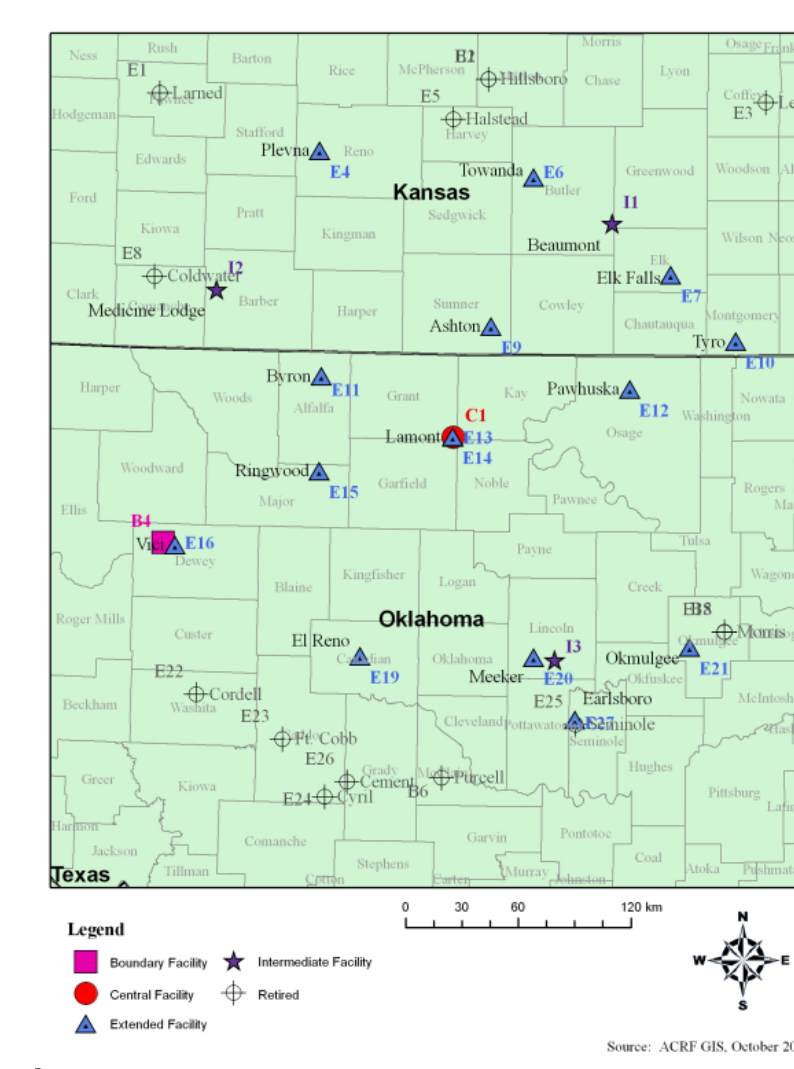 Ness
Rush
Barton
Rice
McPherson
Morris
Chase
Lyon
Osage
E1
Larned
Hillsboro
E5
Halstead
Harvey
Coffey
E3
Hodgeman
Stafford
Edwards
Plevna
Reno
E4
Towanda
E6
Butler
Greenwood
Woodson
Kansas
Ford
Kiowa
Pratt
Kingman
Sedgwick
I1
Beaumont
Wilson
E8
Coldwater
I2
Elk
Elk Falls
E7
Clark
Comanche
Barber
Medicine Lodge
Harper
Sumner
Cowley
Ashton
E9
Chautauqua
Montgomery
Tyro
E10
Harper
Woods
Byron
E11
Alfalfa
Grant
Kay
Pawhuska
E12
Osage
Washington
Nowata
C1
Lamont
E13
E14
Woodward
Ringwood
E15
Major
Garfield
Noble
Pawnee
Rogers
Ellis
B4
Vici
E16
Dewey
Payne
Tulsa
Blaine
Kingfisher
Logan
Creek
Roger Mills
Custer
Oklahoma
Lincoln
Morris
Okmulgee
El Reno
Canadian
E19
Oklahoma
I3
Meeker
E20
Okmulgee
E21
Okfuskee
E22
Cordell
Washita
Beckham
E23
E25
Earlsboro
E27
Seminole
Cleveland
Seminole
Ft. Cobb
E26
Grady
Cement
B6
Purcell
Hughes
Greer
Kiowa
E24
Cyril
Pittsburg
Harmon
Jackson
Comanche
Garvin
Pontotoc
Coal
Texas
Tillman
Cotton
Stephens
Carter
Murray
Johnston
Atoka
0 30 60 120 km
Legend
Boundary Facility
Intermediate Facility
Central Facility
Retired
Extended Facility
N
W E
S
Source: ACRF GIS, October 20